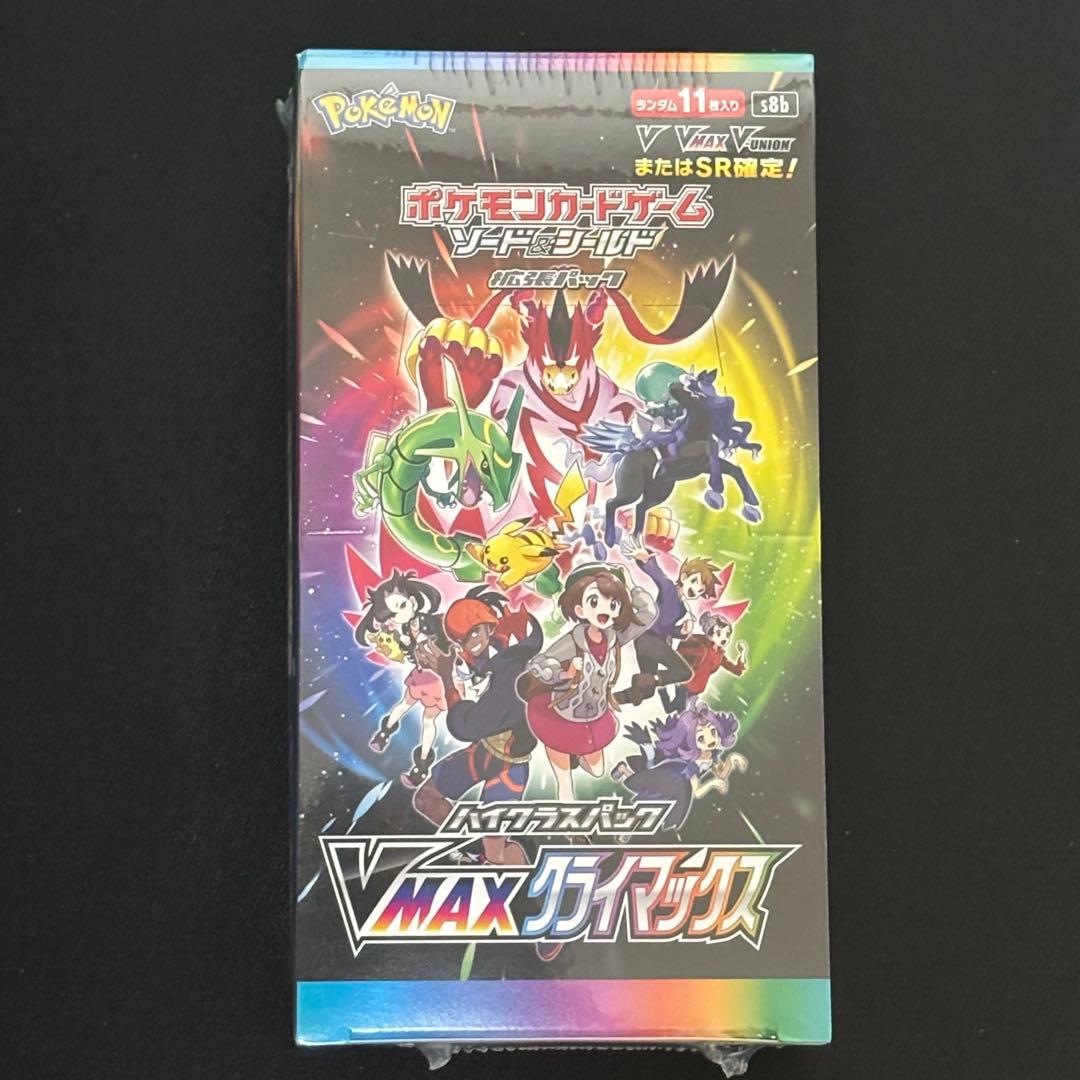 POKéMON™
ランダム11枚入り s8b
V VMAX V-UNION
またはSR確定!
ポケモンカードゲーム™
ソード&シールド
拡張パック
ハイクラスパック
VMAXクライマックス